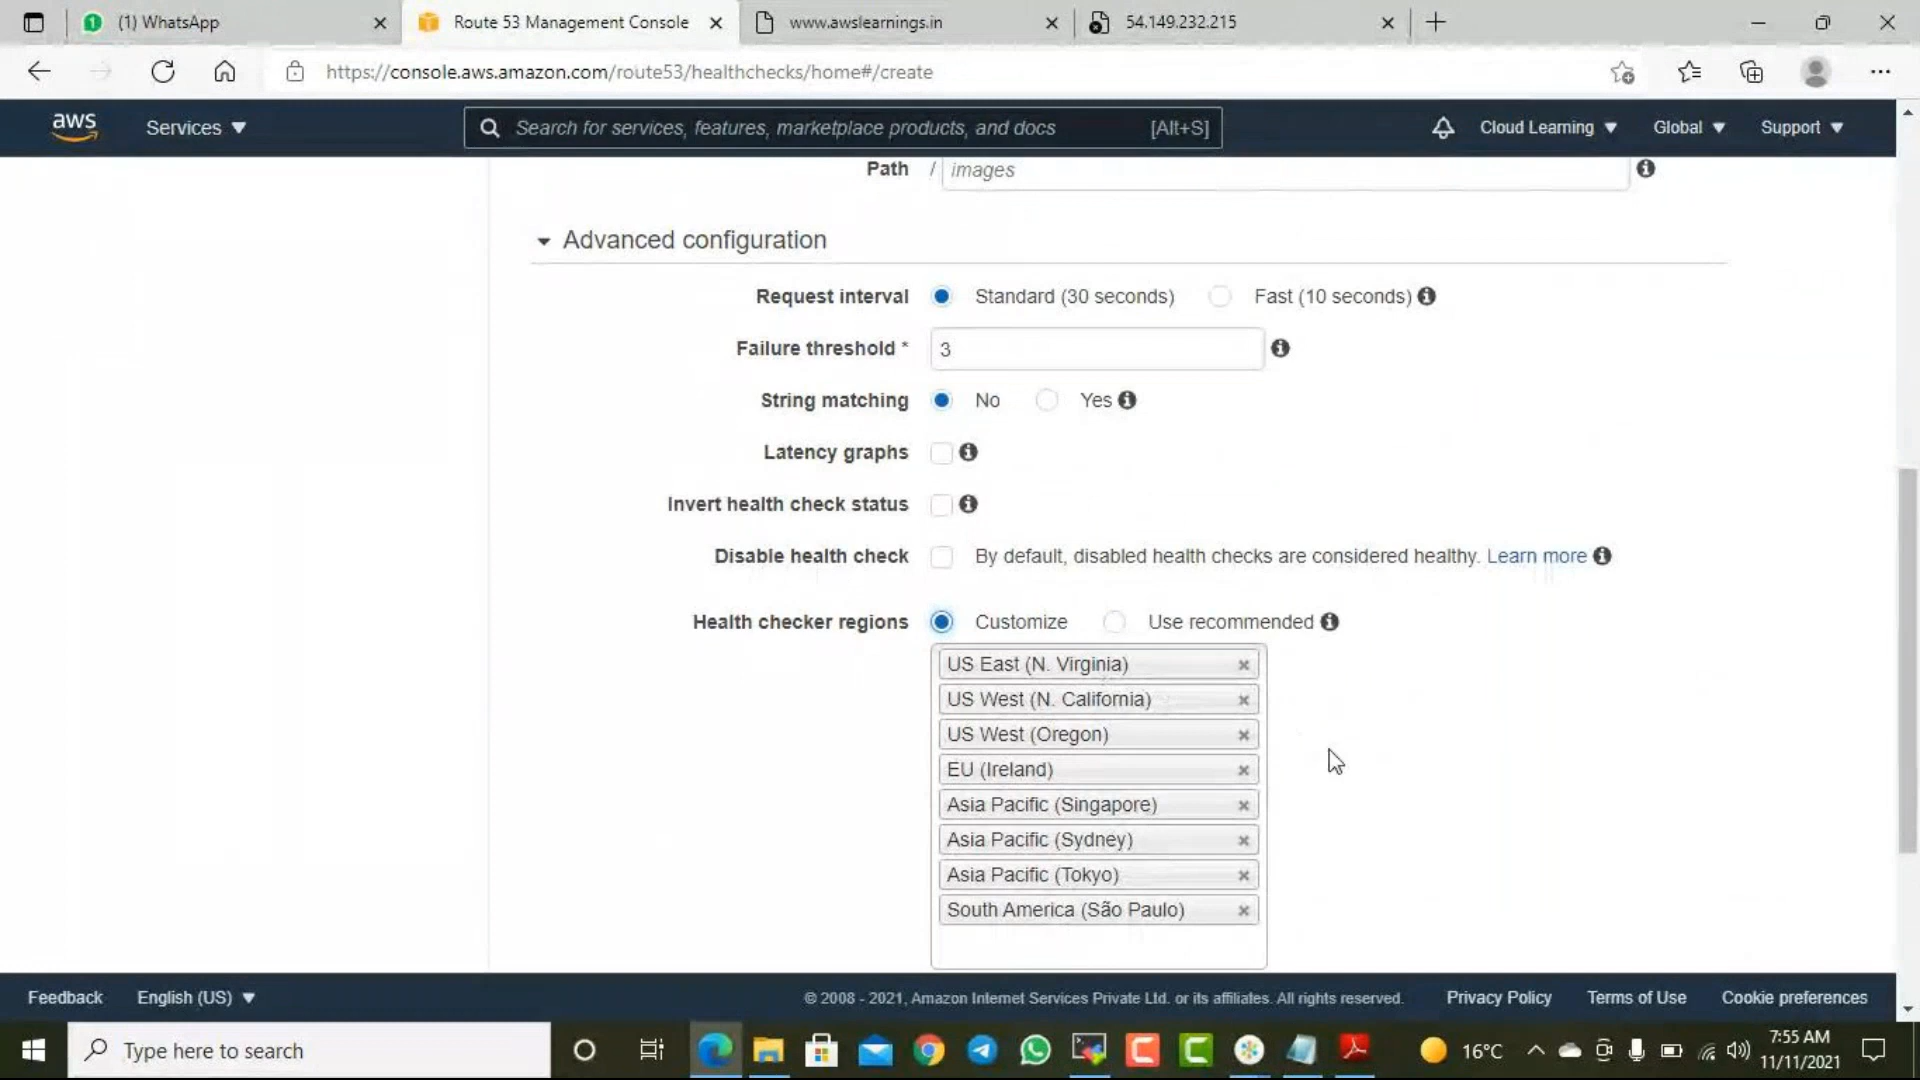 (1) WhatsApp
Route 53 Management Console
www.awslearnings.in
54.149.232.215
https://console.aws.amazon.com/route53/healthchecks/home#/create
aws
Services
Search for services, features, marketplace products, and docs
[Alt+S]
Cloud Learning
Global
Support
Path / images
Advanced configuration
Request interval Standard (30 seconds) Fast (10 seconds)
Failure threshold * 3
String matching No Yes
Latency graphs
Invert health check status
Disable health check By default, disabled health checks are considered healthy. Learn more
Health checker regions Customize Use recommended
US East (N. Virginia)
US West (N. California)
US West (Oregon)
EU (Ireland)
Asia Pacific (Singapore)
Asia Pacific (Sydney)
Asia Pacific (Tokyo)
South America (São Paulo)
Feedback English (US) © 2008 - 2021, Amazon Internet Services Private Ltd. or its affiliates. All rights reserved. Privacy Policy Terms of Use Cookie preferences
Type here to search
16°C
7:55 AM
11/11/2021